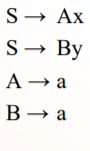 S → Ax
S → By
A → a
B → a